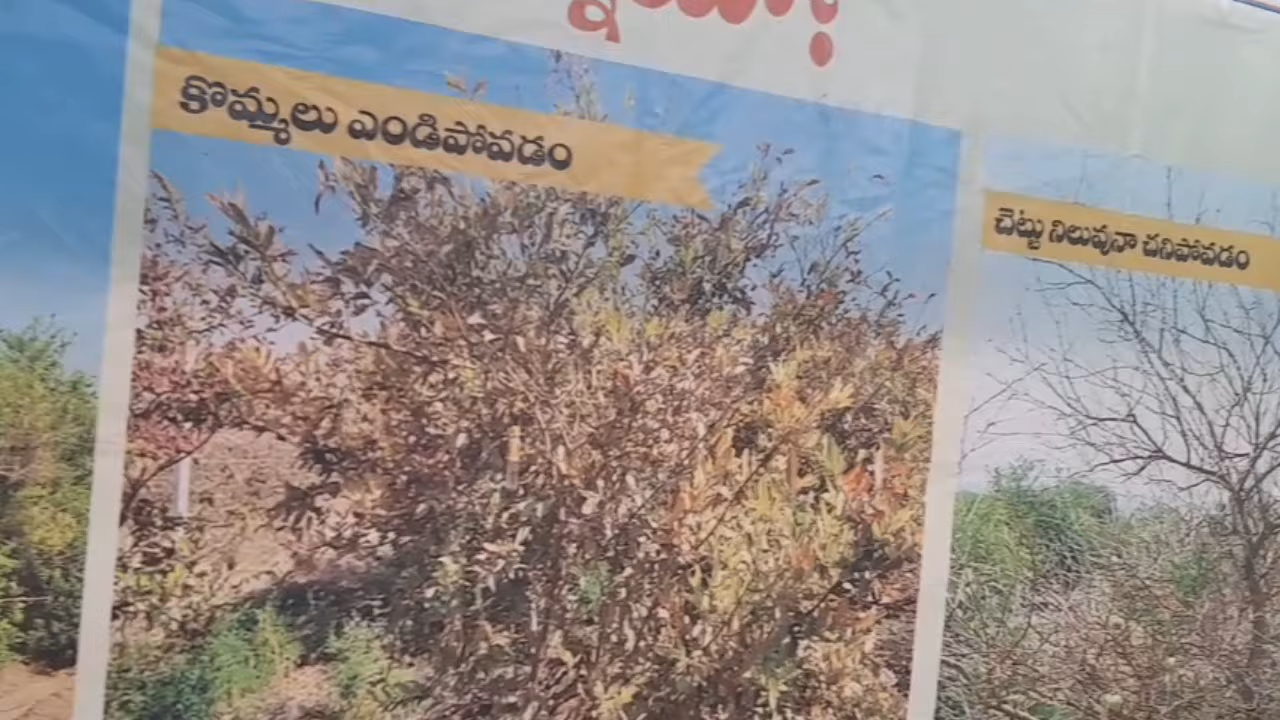 కొమ్మలు ఎండిపోవడం
చెట్టు నిలువునా చనిపోవడం